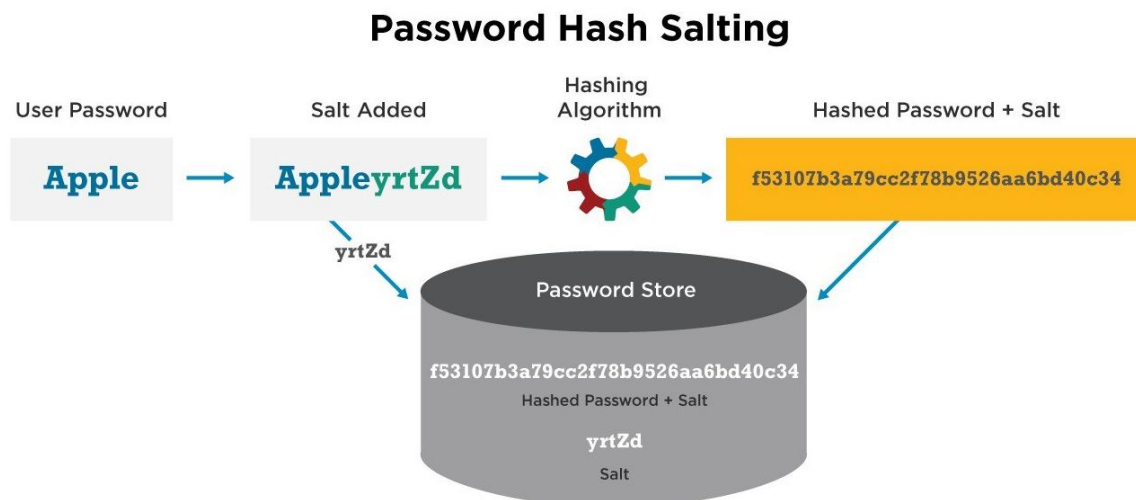 Password Hash Salting
User Password
Salt Added
Hashing
Algorithm
Hashed Password + Salt
Apple
AppleyrtZd
f53107b3a79cc2f78b9526aa6bd40c34
yrtZd
Password Store
f53107b3a79cc2f78b9526aa6bd40c34
Hashed Password + Salt
yrtZd
Salt